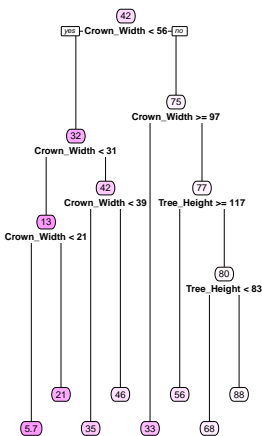 42
yes Crown_Width < 56 no
75
Crown_Width >= 97
32
Crown_Width < 31
42
Crown_Width < 39
77
Tree_Height >= 117
13
Crown_Width < 21
80
Tree_Height < 83
21
46
56
88
5.7
35
33
68